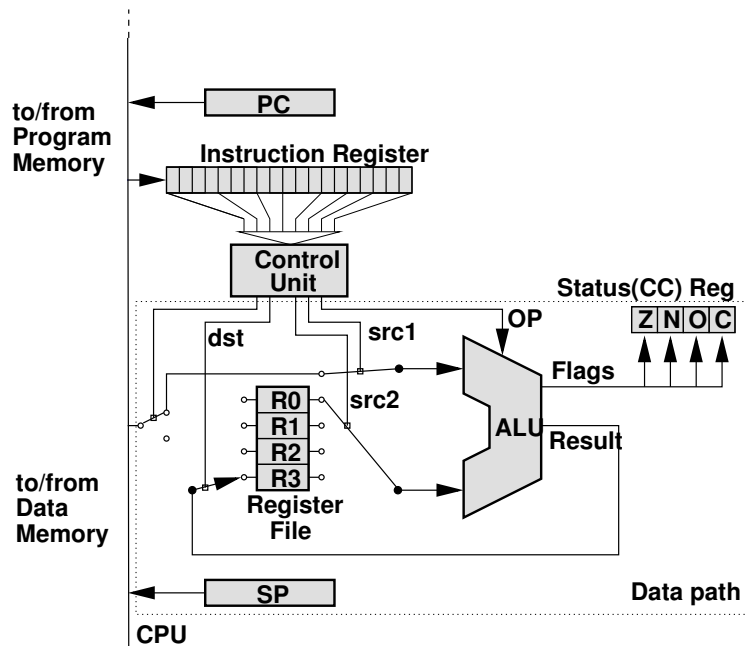 PC
to/from
Program
Memory
Instruction Register
Control
Unit
Status(CC) Reg
Z N O C
OP
dst
src1
Flags
R0
src2
R1
ALU
Result
R2
R3
to/from
Data
Memory
Register
File
SP
Data path
CPU